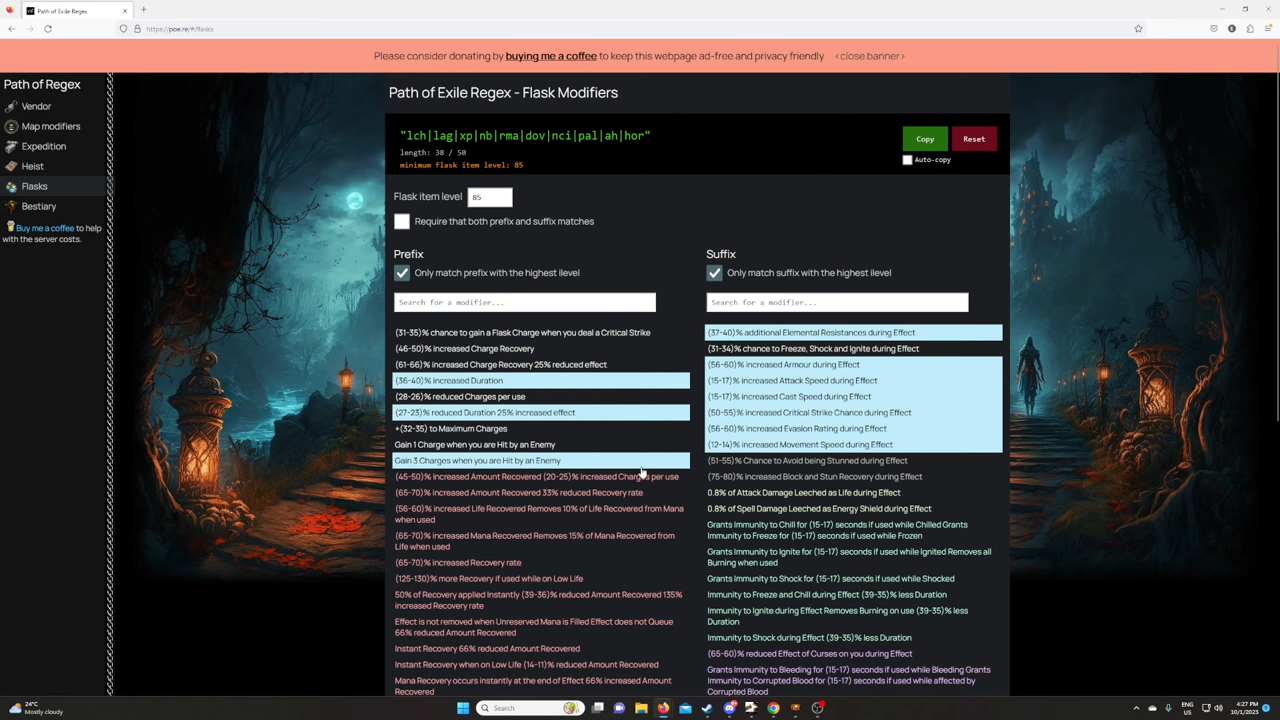 Path of Exile Regex
https://poe.re/#/flasks
Please consider donating by buying me a coffee to keep this webpage ad-free and privacy friendly <close banner>
Path of Regex
Vendor
Map modifiers
Expedition
Heist
Flasks
Bestiary
Buy me a coffee to help
with the server costs.
Path of Exile Regex - Flask Modifiers
"lch|lag|xp|nb|rma|dov|nci|pal|ah|hor"
length: 38 / 50
minimum flask item level: 85
Copy
Reset
Auto-copy
Flask item level 85
Require that both prefix and suffix matches
Prefix
Only match prefix with the highest ilevel
Search for a modifier...
(31-35)% chance to gain a Flask Charge when you deal a Critical Strike
(46-50)% increased Charge Recovery
(61-66)% increased Charge Recovery 25% reduced effect
(36-40)% increased Duration
(28-26)% reduced Charges per use
(27-23)% reduced Duration 25% increased effect
+(32-35) to Maximum Charges
Gain 1 Charge when you are Hit by an Enemy
Gain 3 Charges when you are Hit by an Enemy
(45-50)% increased Amount Recovered (20-25)% increased Charges per use
(65-70)% increased Amount Recovered 33% reduced Recovery rate
(56-60)% increased Life Recovered Removes 10% of Life Recovered from Mana
when used
(65-70)% increased Mana Recovered Removes 15% of Mana Recovered from
Life when used
(65-70)% increased Recovery rate
(125-130)% more Recovery if used while on Low Life
50% of Recovery applied Instantly (39-36)% reduced Amount Recovered 135%
increased Recovery rate
Effect is not removed when Unreserved Mana is Filled Effect does not Queue
66% reduced Amount Recovered
Instant Recovery 66% reduced Amount Recovered
Instant Recovery when on Low Life (14-11)% reduced Amount Recovered
Mana Recovery occurs instantly at the end of Effect 66% increased Amount
Recovered
Suffix
Only match suffix with the highest ilevel
Search for a modifier...
(37-40)% additional Elemental Resistances during Effect
(31-34)% chance to Freeze, Shock and Ignite during Effect
(56-60)% increased Armour during Effect
(15-17)% increased Attack Speed during Effect
(15-17)% increased Cast Speed during Effect
(50-55)% increased Critical Strike Chance during Effect
(56-60)% increased Evasion Rating during Effect
(12-14)% increased Movement Speed during Effect
(51-55)% Chance to Avoid being Stunned during Effect
(75-80)% increased Block and Stun Recovery during Effect
0.8% of Attack Damage Leeched as Life during Effect
0.8% of Spell Damage Leeched as Energy Shield during Effect
Grants Immunity to Chill for (15-17) seconds if used while Chilled Grants
Immunity to Freeze for (15-17) seconds if used while Frozen
Grants Immunity to Ignite for (15-17) seconds if used while Ignited Removes all
Burning when used
Grants Immunity to Shock for (15-17) seconds if used while Shocked
Immunity to Freeze and Chill during Effect (39-35)% less Duration
Immunity to Ignite during Effect Removes Burning on use (39-35)% less
Duration
Immunity to Shock during Effect (39-35)% less Duration
(65-60)% reduced Effect of Curses on you during Effect
Grants Immunity to Bleeding for (15-17) seconds if used while Bleeding Grants
Immunity to Corrupted Blood for (15-17) seconds if used while affected by
Corrupted Blood
24°C
Mostly cloudy
Search
ENG
US
4:27 PM
10/1/2023